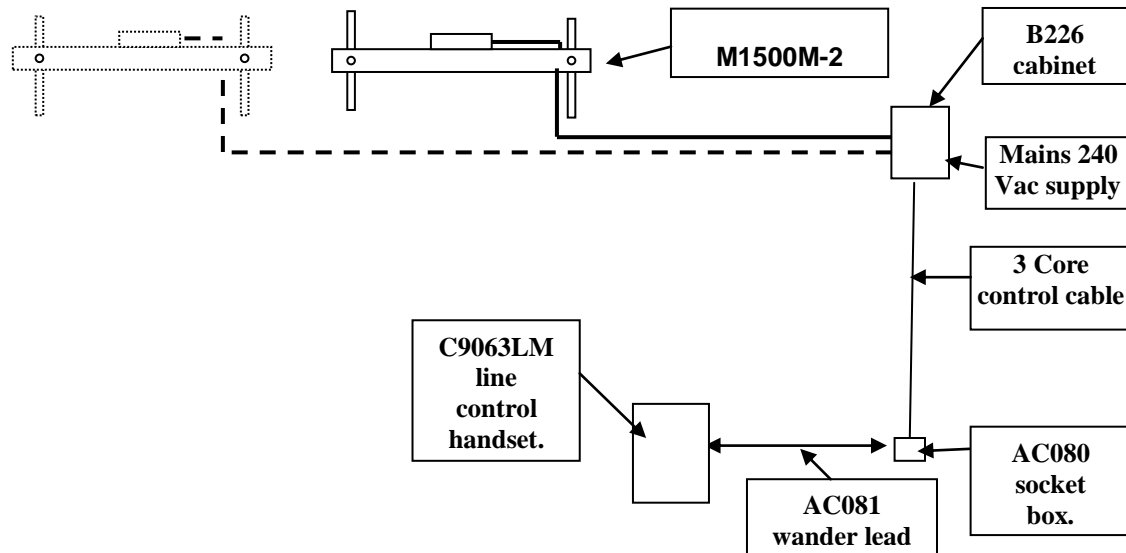 M1500M-2
B226
cabinet
Mains 240
Vac supply
3 Core
control cable
C9063LM
line
control
handset.
AC081
wander lead
AC080
socket
box.